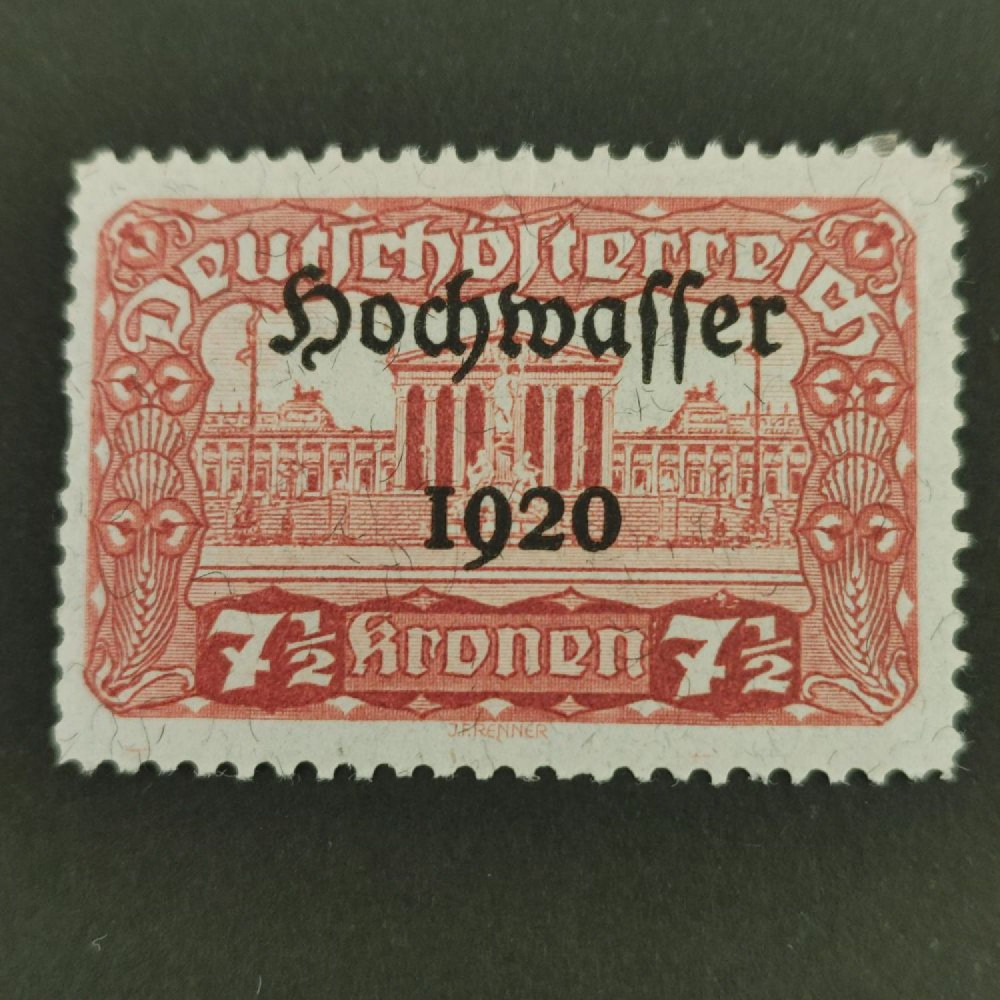 Deutschösterreich
Hochwasser
1920
7½ Kronen 7½
J.F.RENNER